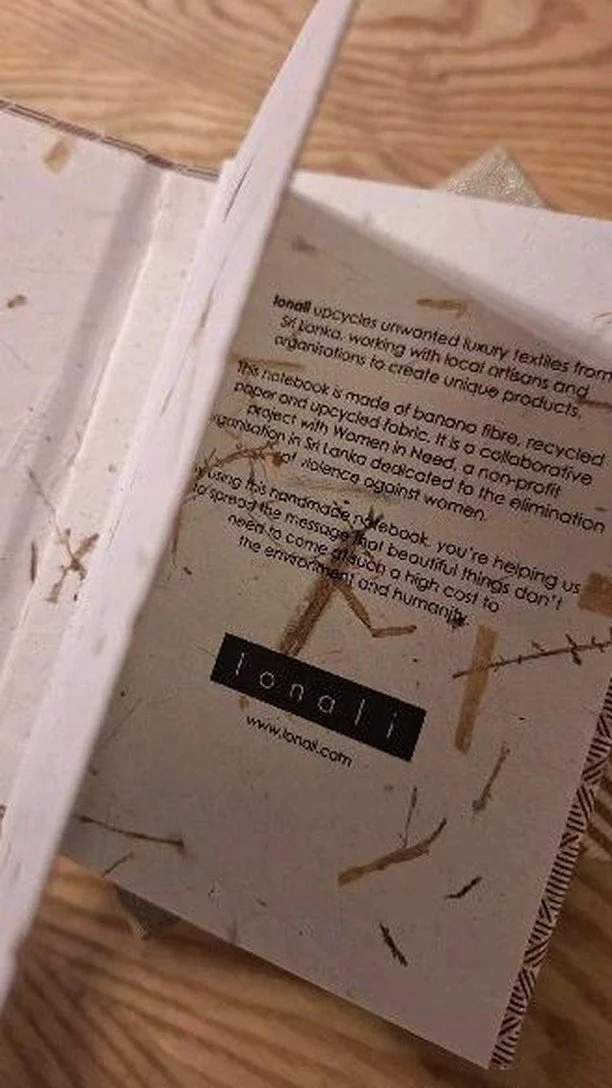 lonali upcycles unwanted luxury textiles from
Sri Lanka, working with local artisans and
organisations to create unique products.
This notebook is made of banana fibre, recycled
paper and upcycled fabric. It is a collaborative
project with Women in Need, a non-profit
organisation in Sri Lanka dedicated to the elimination
of violence against women.
By using this handmade notebook, you're helping us
to spread the message that beautiful things don't
need to come at such a high cost to
the environment and humanity.
lonali
www.lonali.com